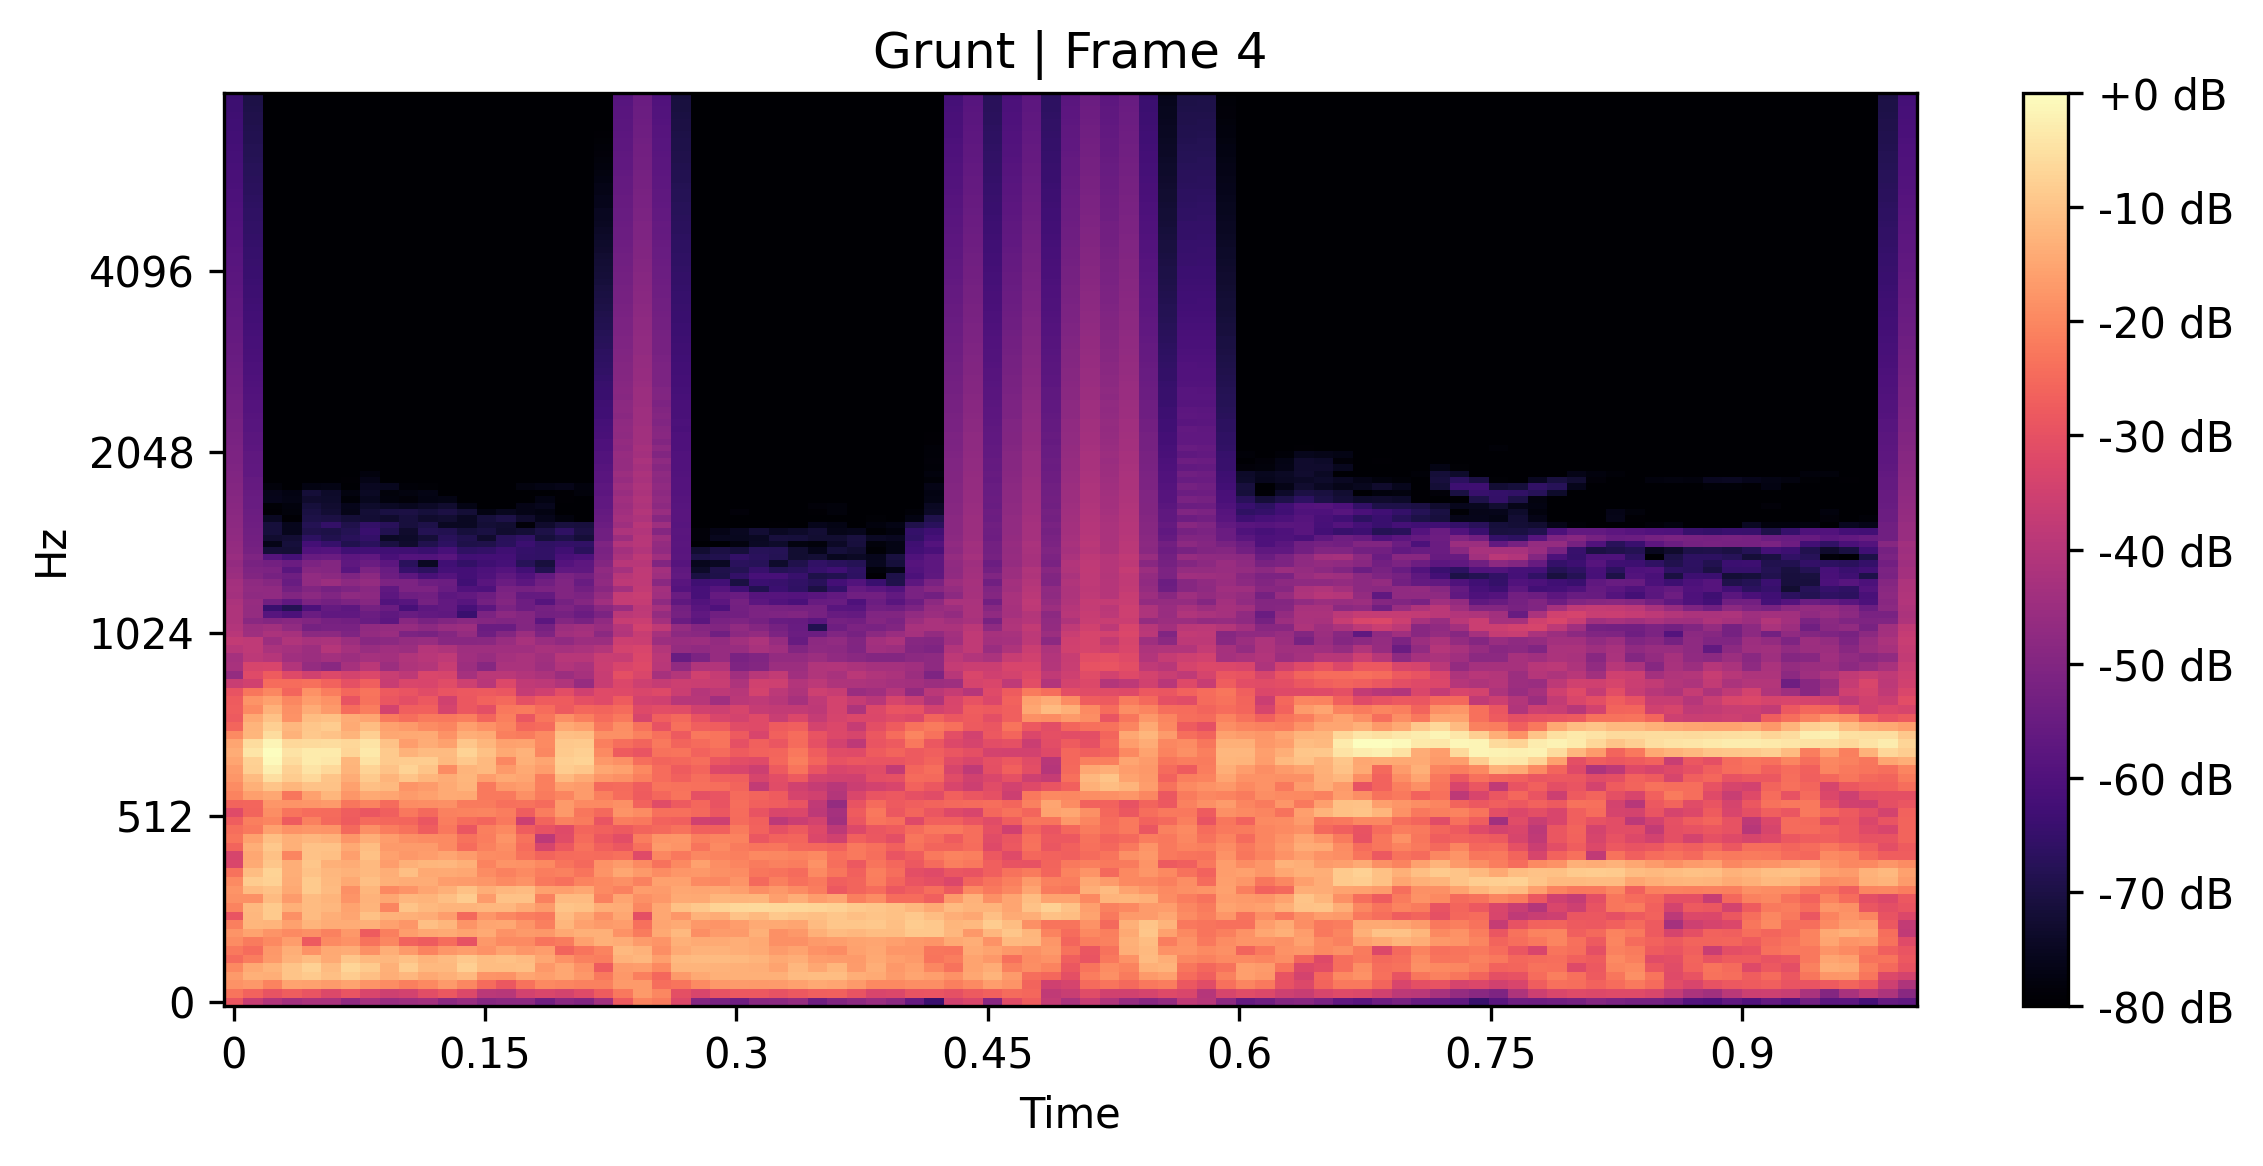 Grunt | Frame 4
+0 dB
-10 dB
-20 dB
-30 dB
-40 dB
-50 dB
-60 dB
-70 dB
-80 dB
Hz
4096
2048
1024
512
0
0 0.15 0.3 0.45 0.6 0.75 0.9
Time